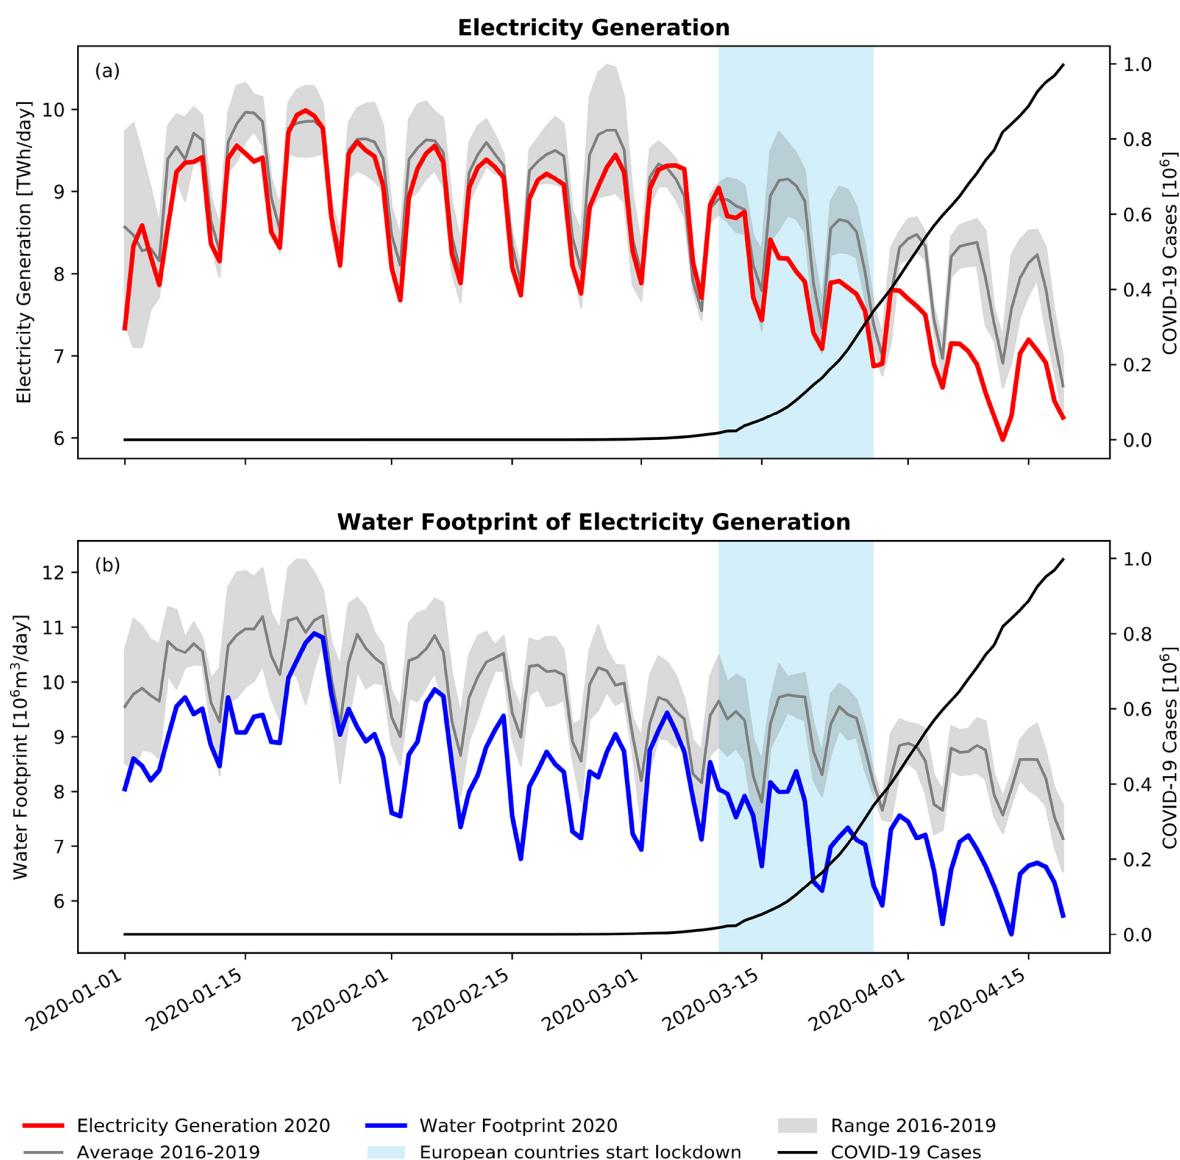 Electricity Generation
(a)
Electricity Generation [TWh/day]
10
9
8
7
6
1.0
0.8
0.6
0.4
0.2
0.0
COVID-19 Cases [10⁶]
Water Footprint of Electricity Generation
(b)
Water Footprint [10⁶m³/day]
12
11
10
9
8
7
6
1.0
0.8
0.6
0.4
0.2
0.0
COVID-19 Cases [10⁶]
2020-01-01
2020-01-15
2020-02-01
2020-02-15
2020-03-01
2020-03-15
2020-04-01
2020-04-15
Electricity Generation 2020
Water Footprint 2020
Range 2016-2019
Average 2016-2019
European countries start lockdown
COVID-19 Cases